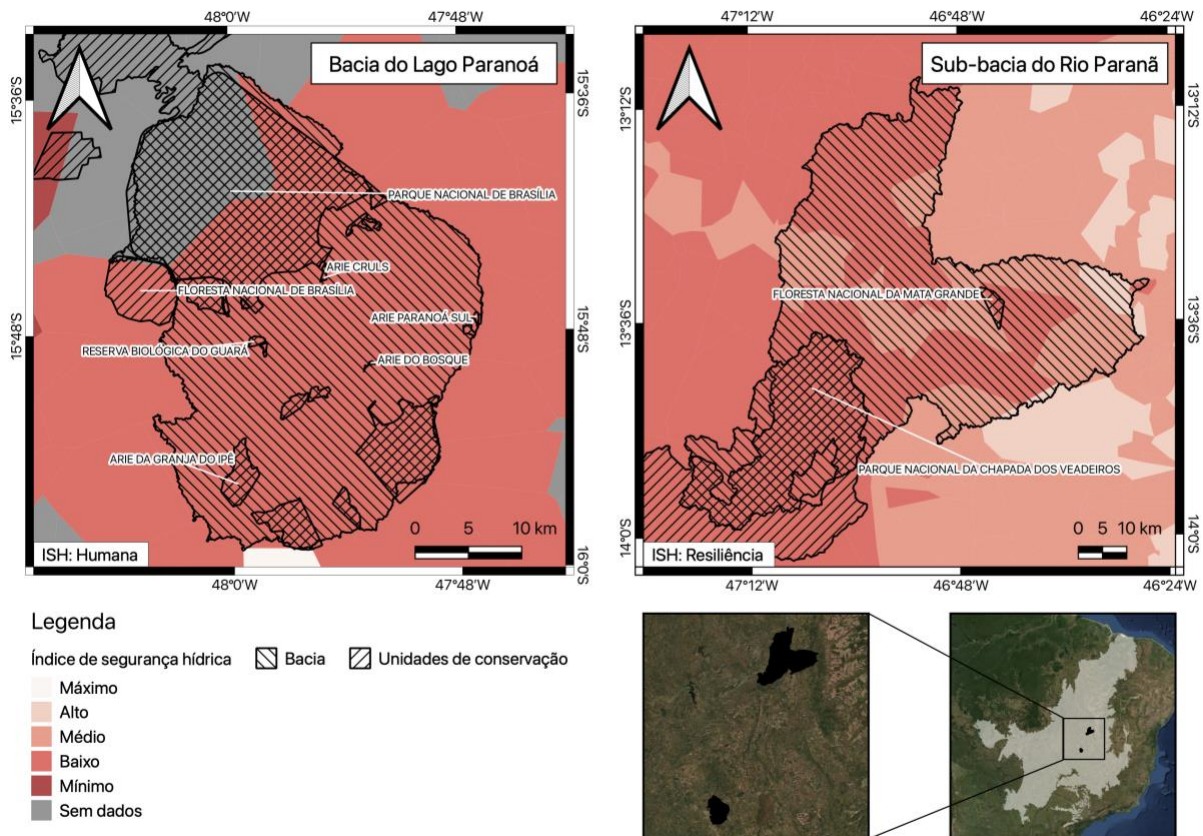 48°0'W
47°48'W
Bacia do Lago Paranoá
15°36'S
15°36'S
PARQUE NACIONAL DE BRASÍLIA
ARIE CRULS
FLORESTA NACIONAL DE BRASÍLIA
ARIE PARANOÁ SUL
15°48'S
15°48'S
RESERVA BIOLÓGICA DO GUARÁ
ARIE DO BOSQUE
ARIE DA GRANJA DO IPÊ
0 5 10 km
ISH: Humana
16°0'S
48°0'W
47°48'W
47°12'W
46°48'W
46°24'W
Sub-bacia do Rio Paranã
13°12'S
13°12'S
FLORESTA NACIONAL DA MATA GRANDE
13°36'S
13°36'S
PARQUE NACIONAL DA CHAPADA DOS VEADEIROS
0 5 10 km
ISH: Resiliência
14°0'S
14°0'S
47°12'W
46°48'W
46°24'W
Legenda
Índice de segurança hídrica
Bacia
Unidades de conservação
Máximo
Alto
Médio
Baixo
Mínimo
Sem dados